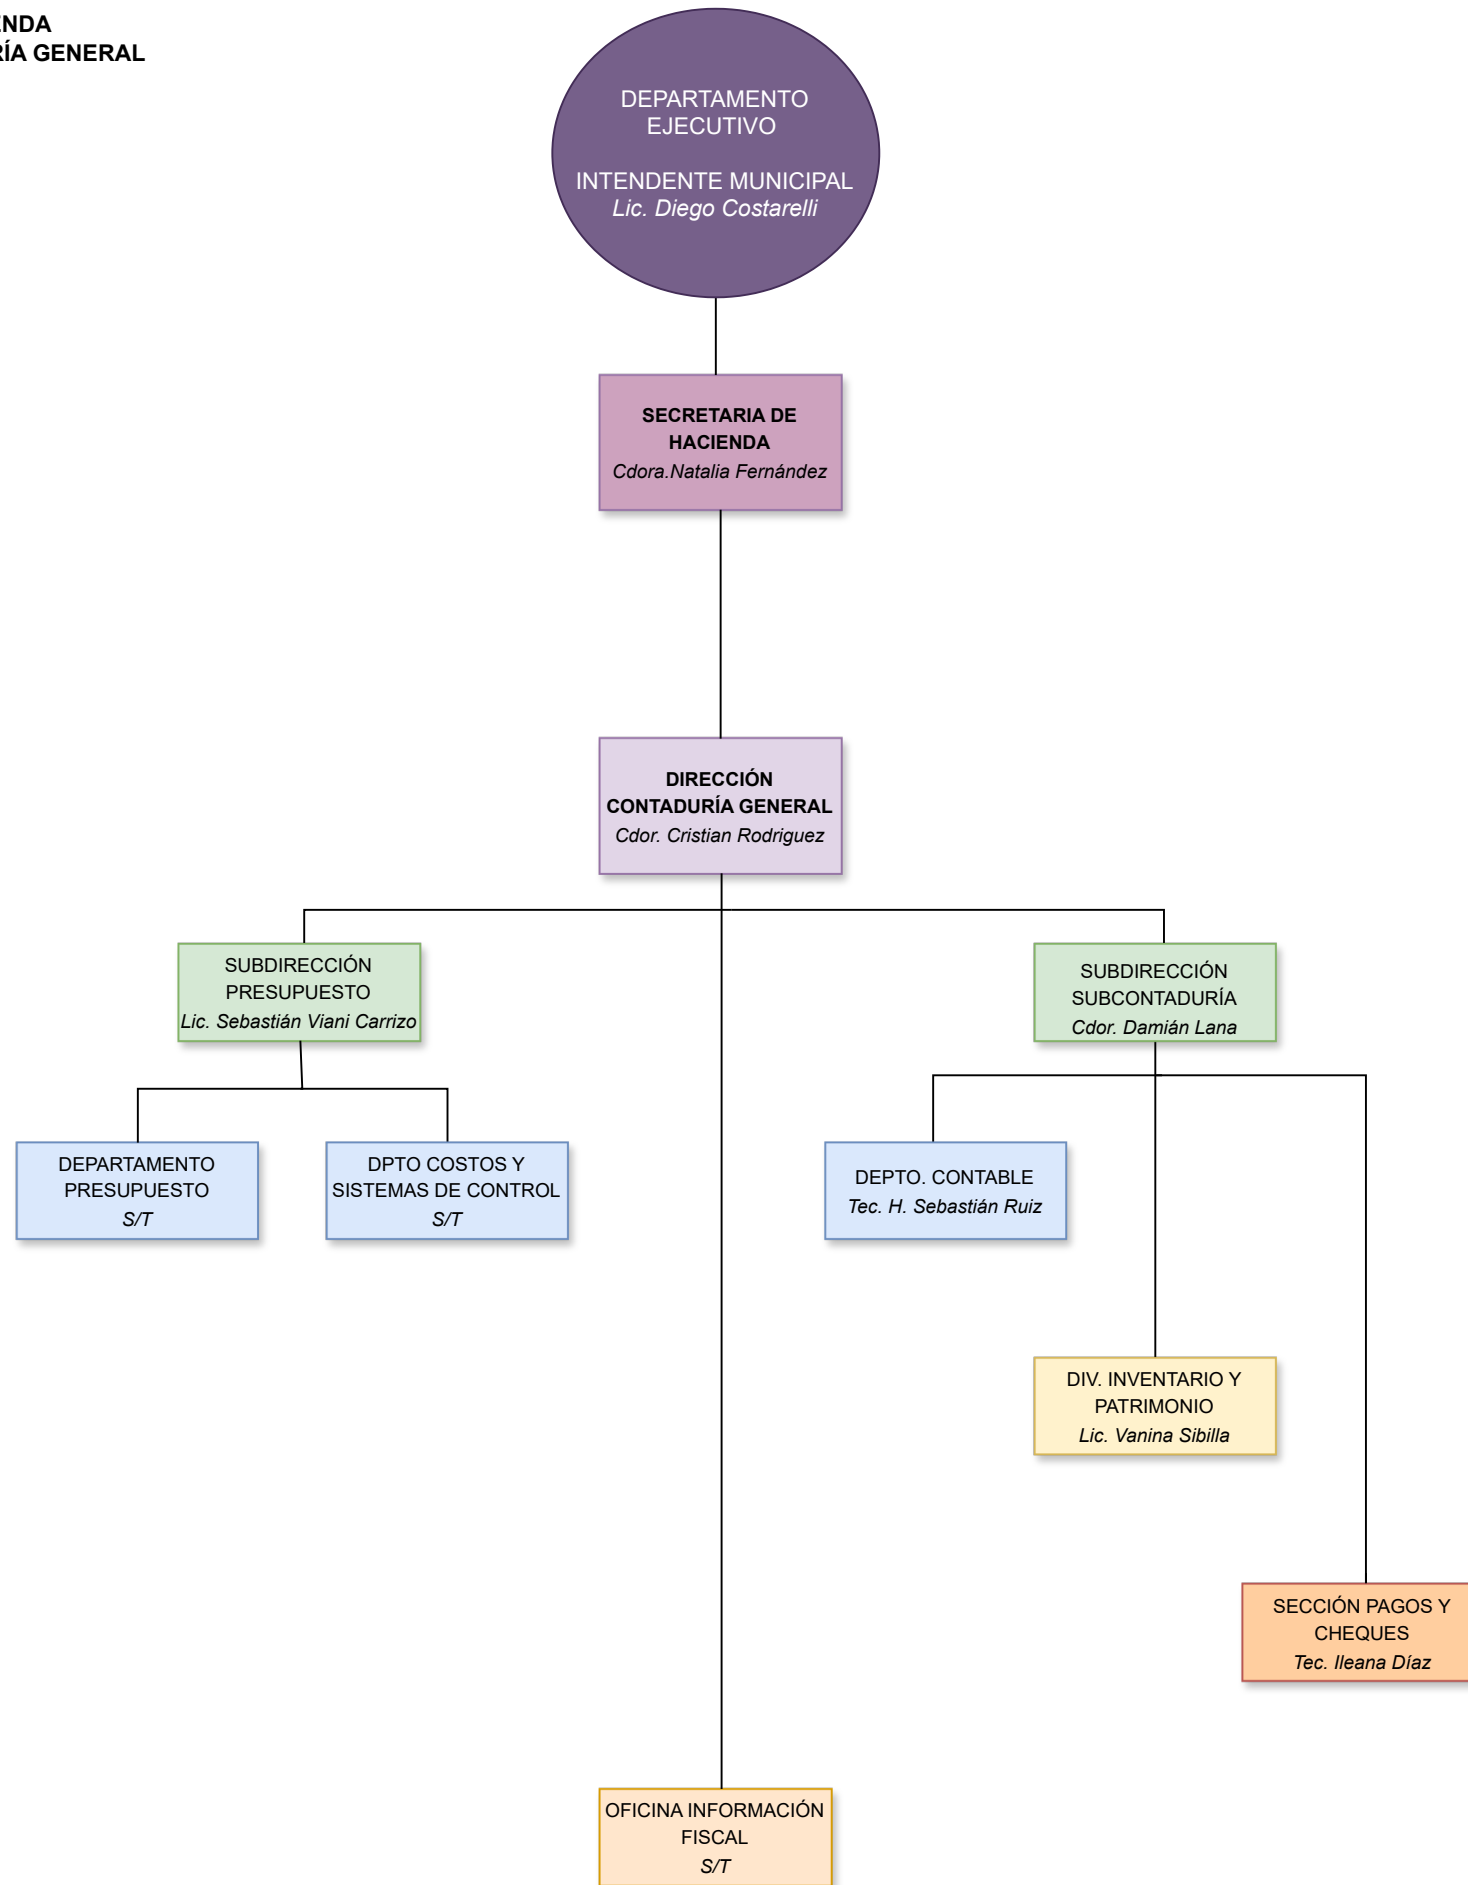 ENDA
RÍA GENERAL
DEPARTAMENTO
EJECUTIVO
INTENDENTE MUNICIPAL
Lic. Diego Costarelli
SECRETARIA DE
HACIENDA
Cdora.Natalia Fernández
DIRECCIÓN
CONTADURÍA GENERAL
Cdor. Cristian Rodriguez
SUBDIRECCIÓN
PRESUPUESTO
Lic. Sebastián Viani Carrizo
SUBDIRECCIÓN
SUBCONTADURÍA
Cdor. Damián Lana
DEPARTAMENTO
PRESUPUESTO
S/T
DPTO COSTOS Y
SISTEMAS DE CONTROL
S/T
DEPTO. CONTABLE
Tec. H. Sebastián Ruiz
DIV. INVENTARIO Y
PATRIMONIO
Lic. Vanina Sibilla
SECCIÓN PAGOS Y
CHEQUES
Tec. Ileana Díaz
OFICINA INFORMACIÓN
FISCAL
S/T